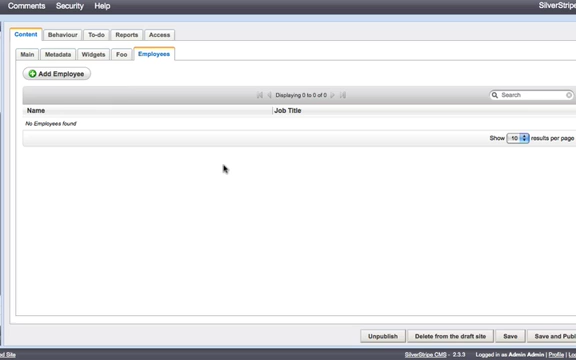 Comments Security Help SilverStripe
Content Behaviour To-do Reports Access
Main Metadata Widgets Foo Employees
Add Employee
Displaying 0 to 0 of 0 Search
Name Job Title
No Employees found
Show 10 results per page
Unpublish Delete from the draft site Save Save and Publ
ed Site SilverStripe CMS - 2.3.3 Logged in as Admin Admin | Profile |